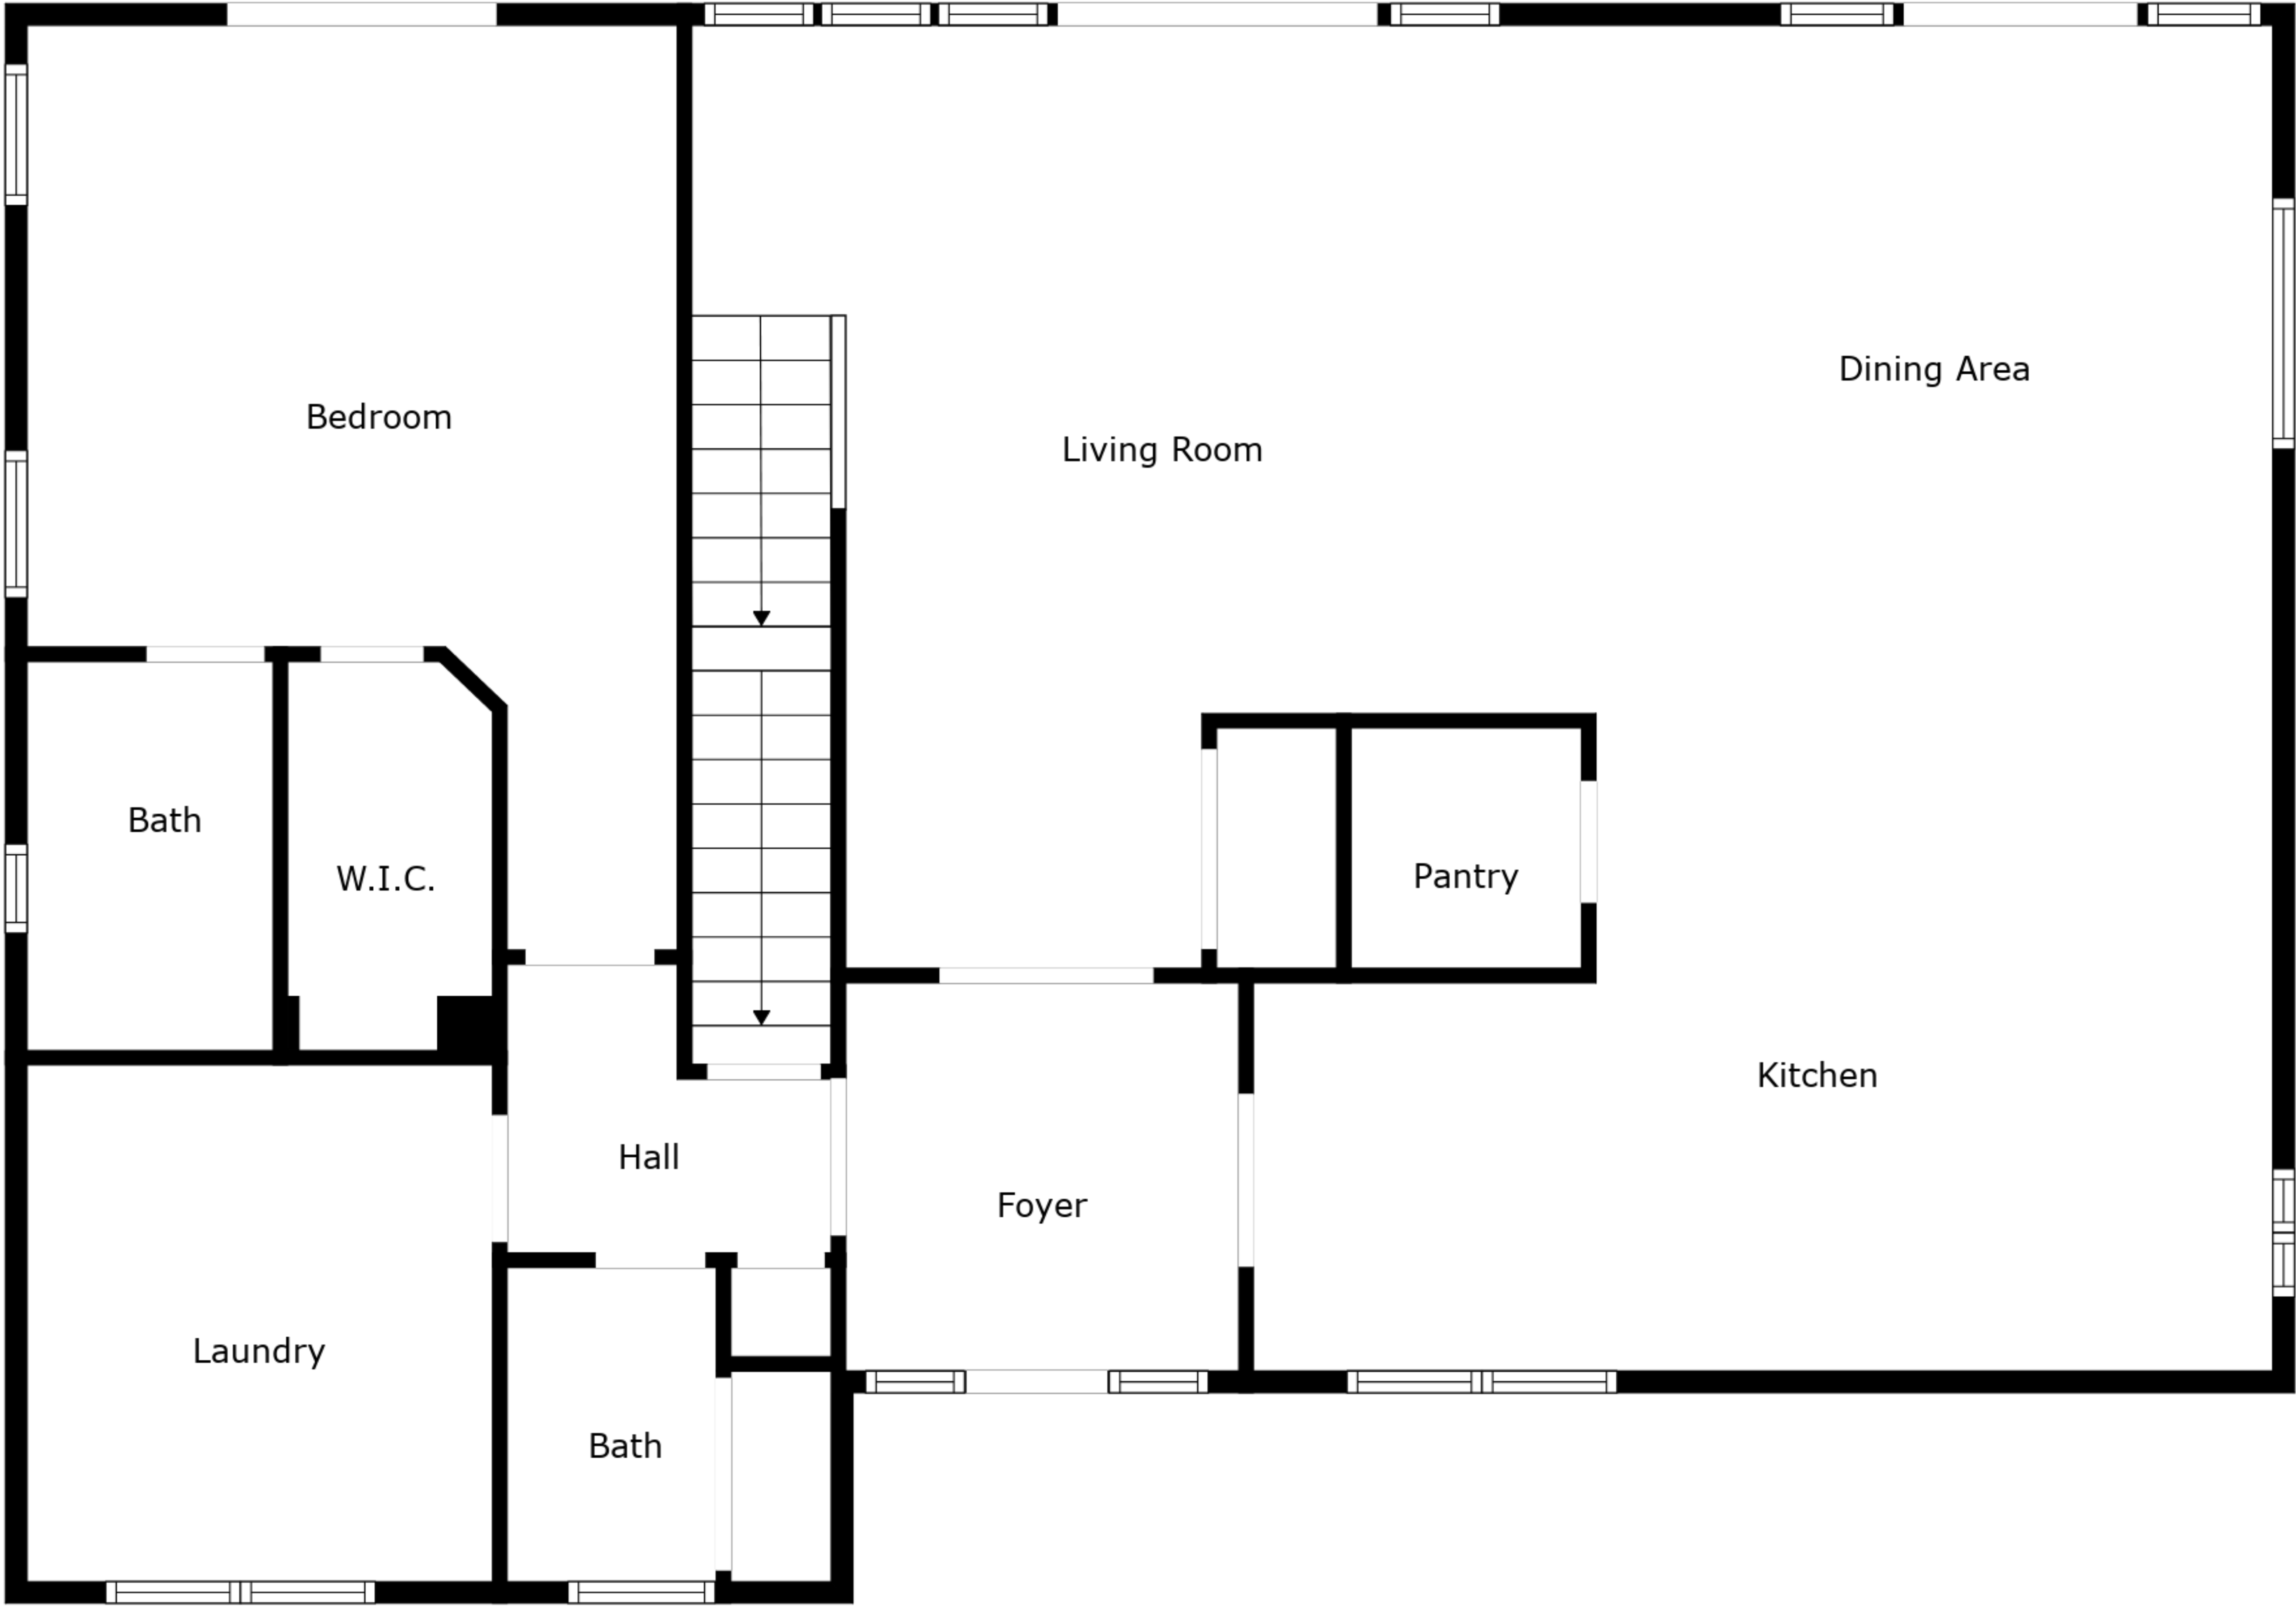 Dining Area
Bedroom
Living Room
Bath
W.I.C.
Pantry
Kitchen
Hall
Foyer
Laundry
Bath